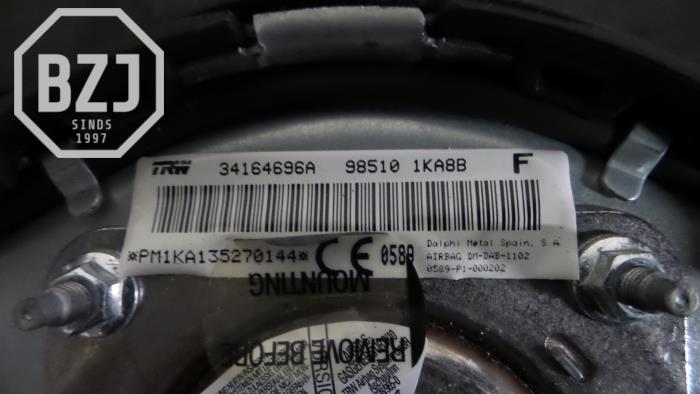 BZJ
SINDS
1997
TRW 34164696A 98510 1KA8B F
*PM1KA135270144* CE 0589
Dalphi Metal Spain, S.A
AIRBAG DM-DAB-1102
0589-P1-000202
MOUNTING
REMOVE BEFORE